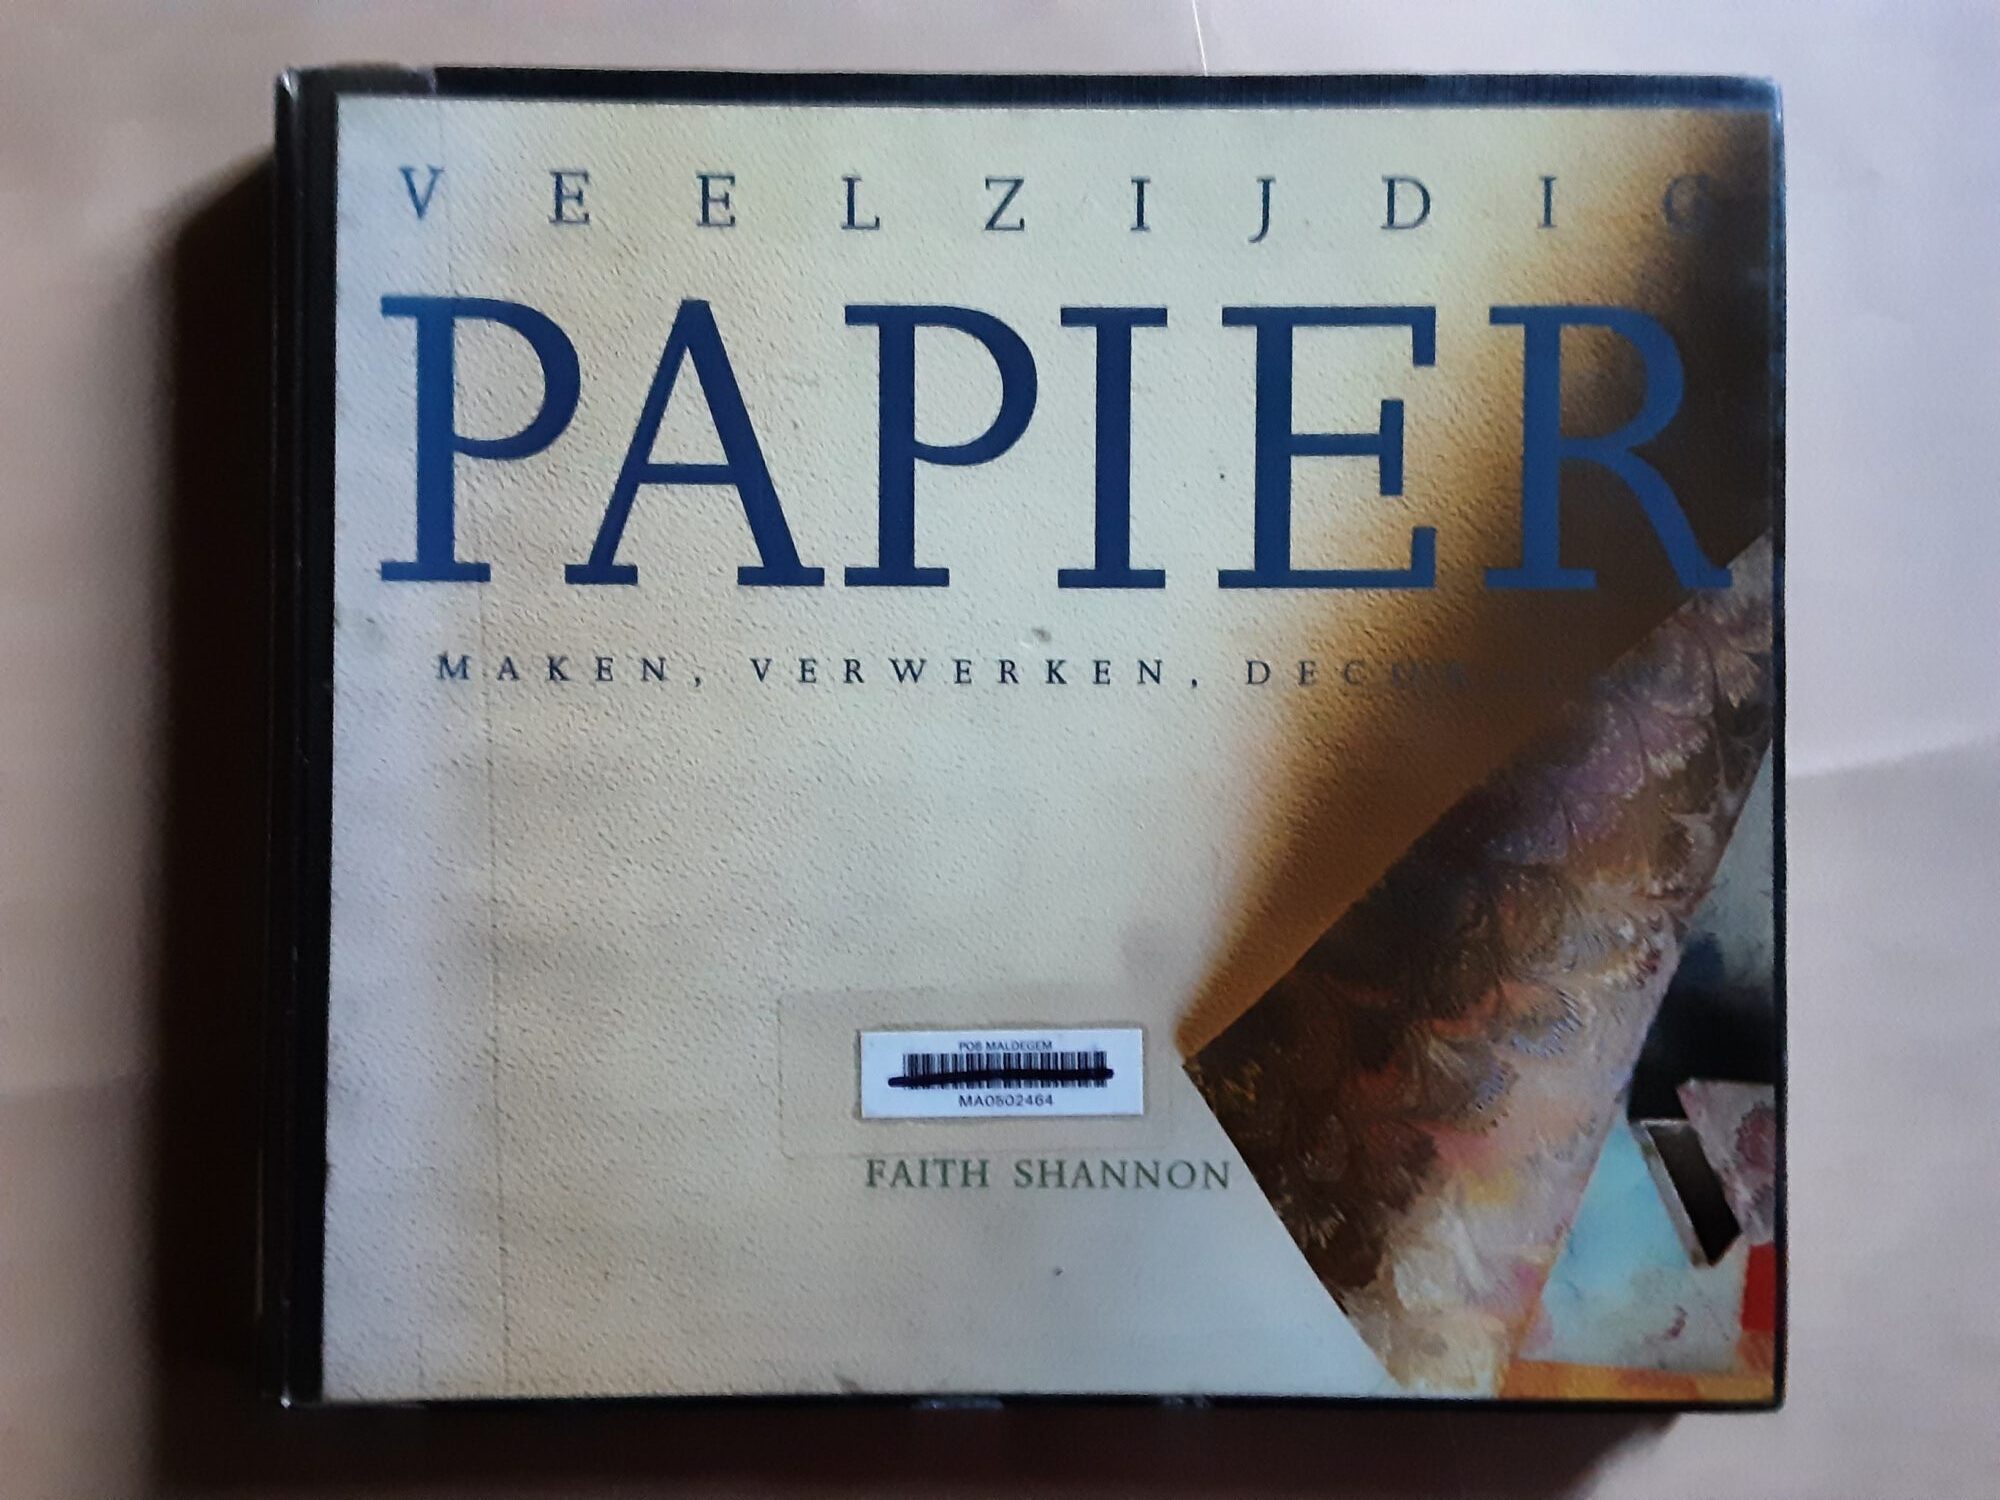 VEELZIJDIG
PAPIER
MAKEN, VERWERKEN,
POB MALDEGEM
MA0502464
FAITH SHANNON